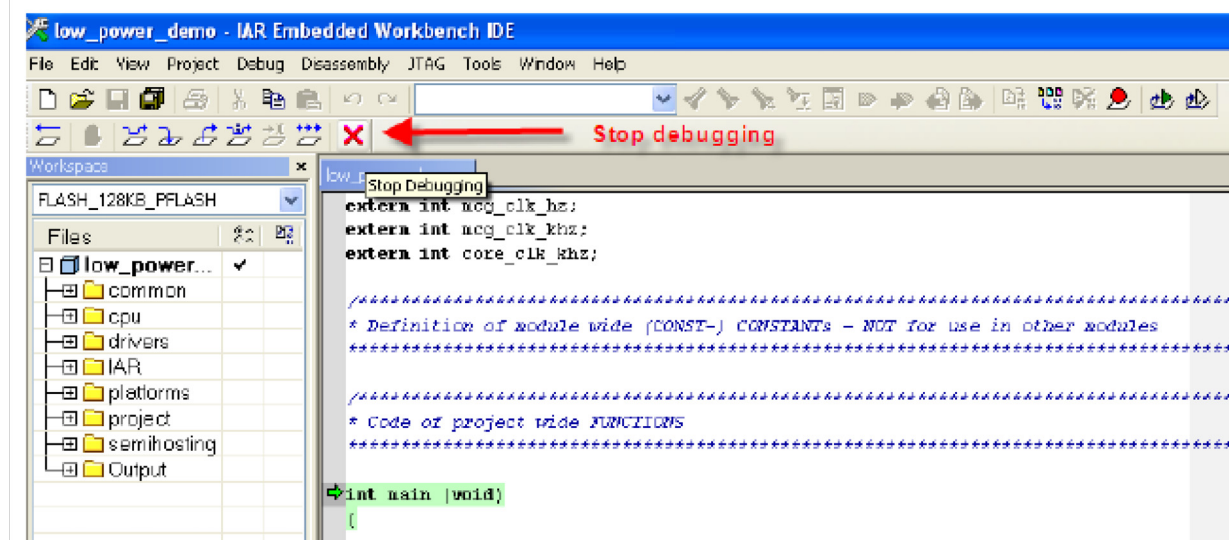 low_power_demo - IAR Embedded Workbench IDE
File Edit View Project Debug Disassembly JTAG Tools Window Help
Stop debugging
Workspace
Stop Debugging
FLASH_128KB_PFLASH
Files
low_power...
common
cpu
drivers
IAR
platforms
project
semihosting
Output
extern int mcg_clk_hz;
extern int mcg_clk_khz;
extern int core_clk_khz;
* Definition of module wide (CONST-) CONSTANTs - NOT for use in other modules
* Code of project wide FUNCTIONS
int main (void)
{